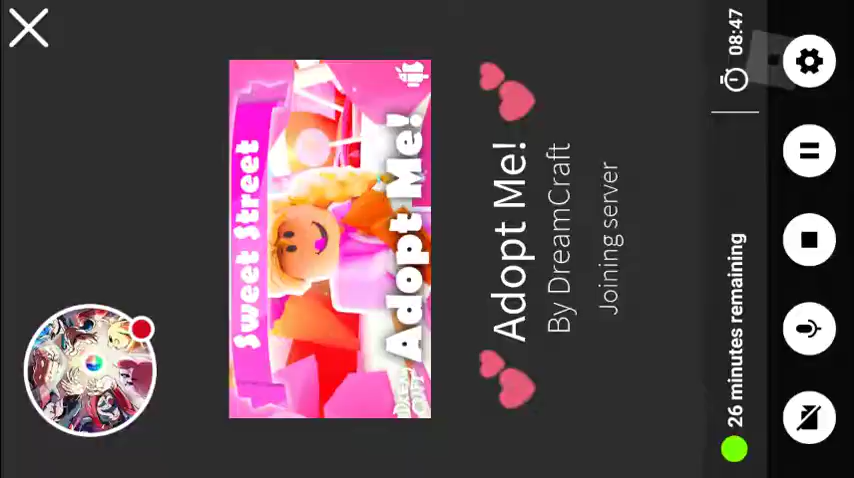 Sweet Street
Adopt Me!
💕 Adopt Me! 💕
By DreamCraft
Joining server
26 minutes remaining
08:47